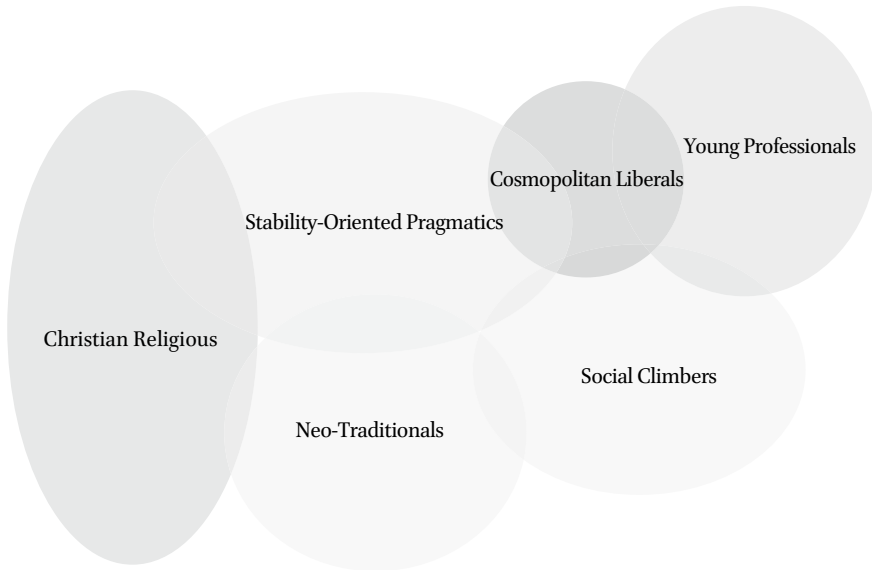 Young Professionals
Cosmopolitan Liberals
Stability-Oriented Pragmatics
Christian Religious
Social Climbers
Neo-Traditionals